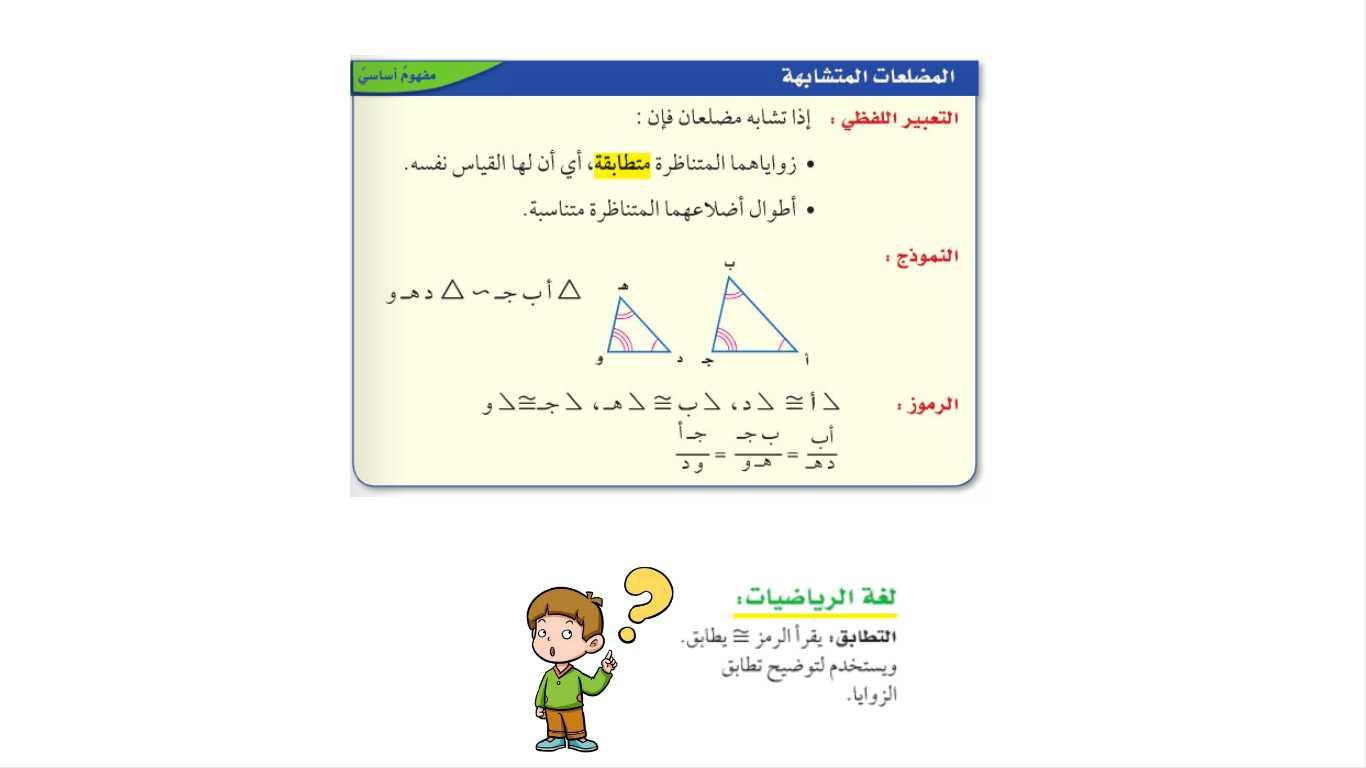 المضلعات المتشابهة
مفهوم أساسي
التعبير اللفظي : إذا تشابه مضلعان فإن :
• زواياهما المتناظرة متطابقة، أي أن لها القياس نفسه.
• أطوال أضلاعهما المتناظرة متناسبة.
النموذج :
ب
هـ
△ أ ب جـ ~ △ د هـ و
أ
جـ
د
و
الرموز : ∠ أ ≅ ∠ د، ∠ ب ≅ ∠ هـ، ∠ جـ ≅ ∠ و
أب/د هـ = ب جـ/هـ و = جـ أ/و د
?
لغة الرياضيات:
التطابق: يقرأ الرمز ≅ يطابق.
ويستخدم لتوضيح تطابق
الزوايا.